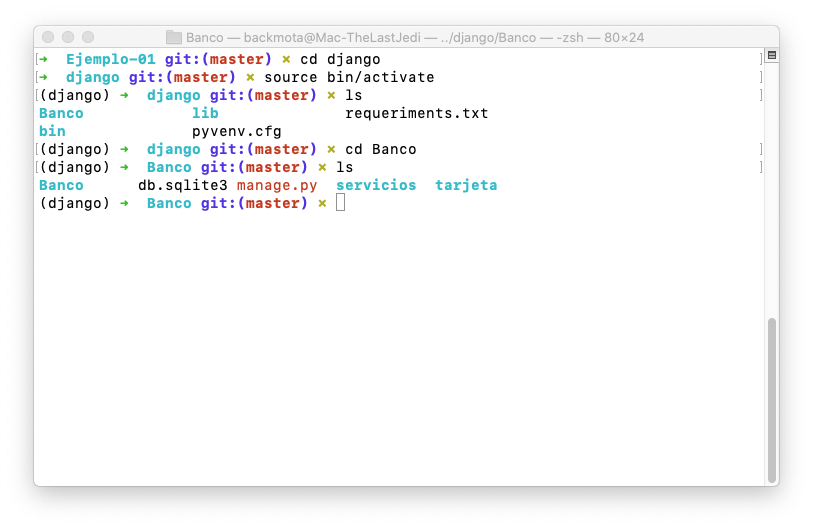 Banco — backmota@Mac-TheLastJedi — ../django/Banco — -zsh — 80×24
[➜  Ejemplo-01 git:(master) ✗ cd django ]
[➜  django git:(master) ✗ source bin/activate ]
[(django) ➜  django git:(master) ✗ ls ]
Banco            lib              requeriments.txt
bin              pyvenv.cfg
[(django) ➜  django git:(master) ✗ cd Banco ]
[(django) ➜  Banco git:(master) ✗ ls ]
Banco      db.sqlite3 manage.py  servicios  tarjeta
(django) ➜  Banco git:(master) ✗